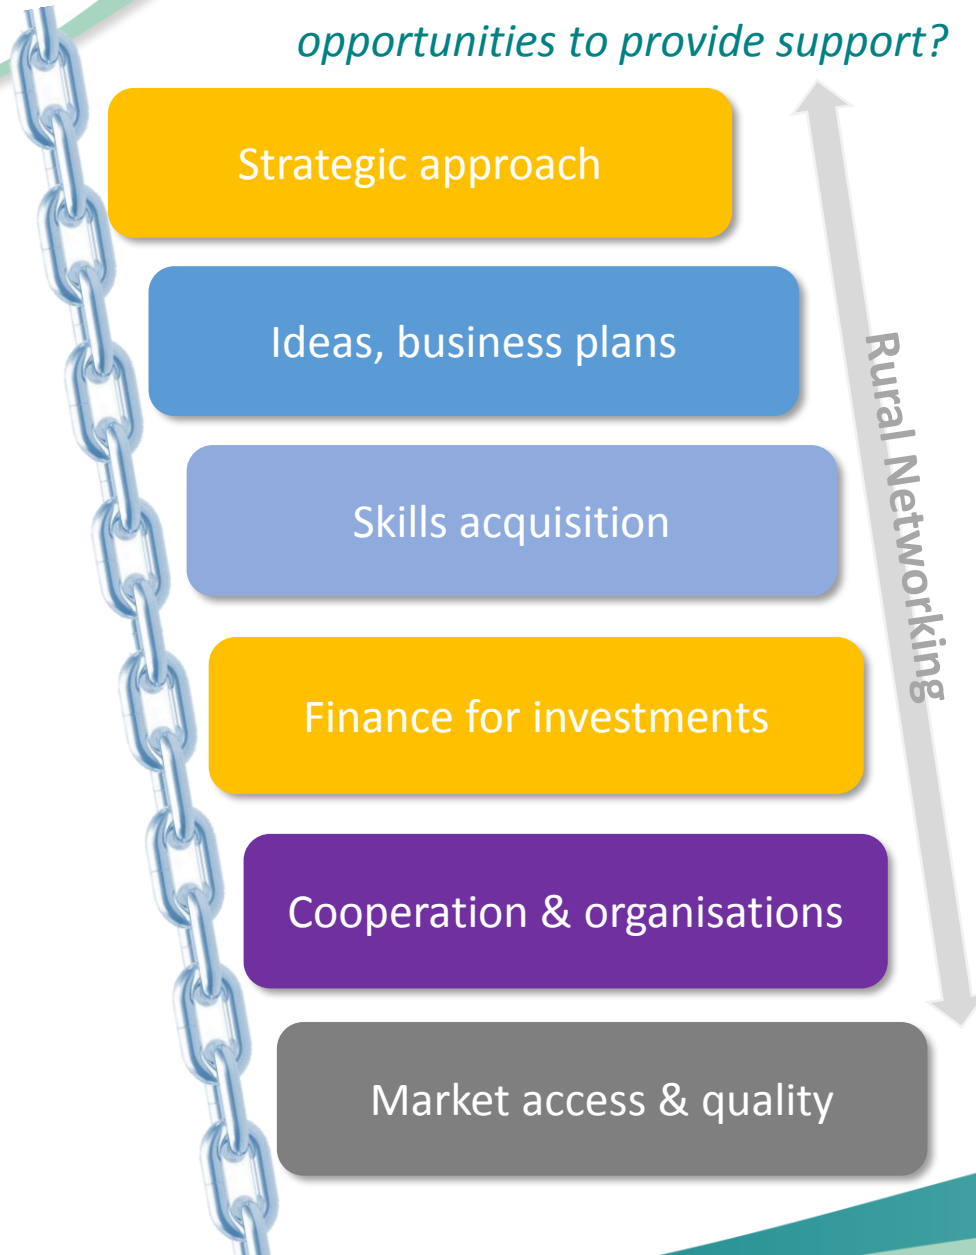 opportunities to provide support?
Strategic approach
Ideas, business plans
Skills acquisition
Finance for investments
Cooperation & organisations
Market access & quality
Rural Networking